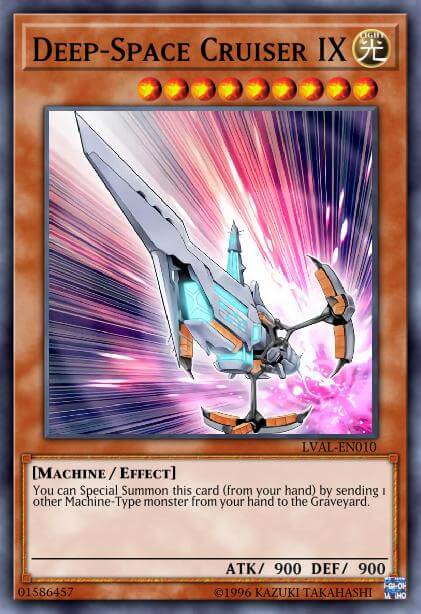 DEEP-SPACE CRUISER IX
LIGHT
光
LVAL-EN010
[MACHINE / EFFECT]
You can Special Summon this card (from your hand) by sending 1
other Machine-Type monster from your hand to the Graveyard.
ATK/ 900 DEF/ 900
01586457
©1996 KAZUKI TAKAHASHI